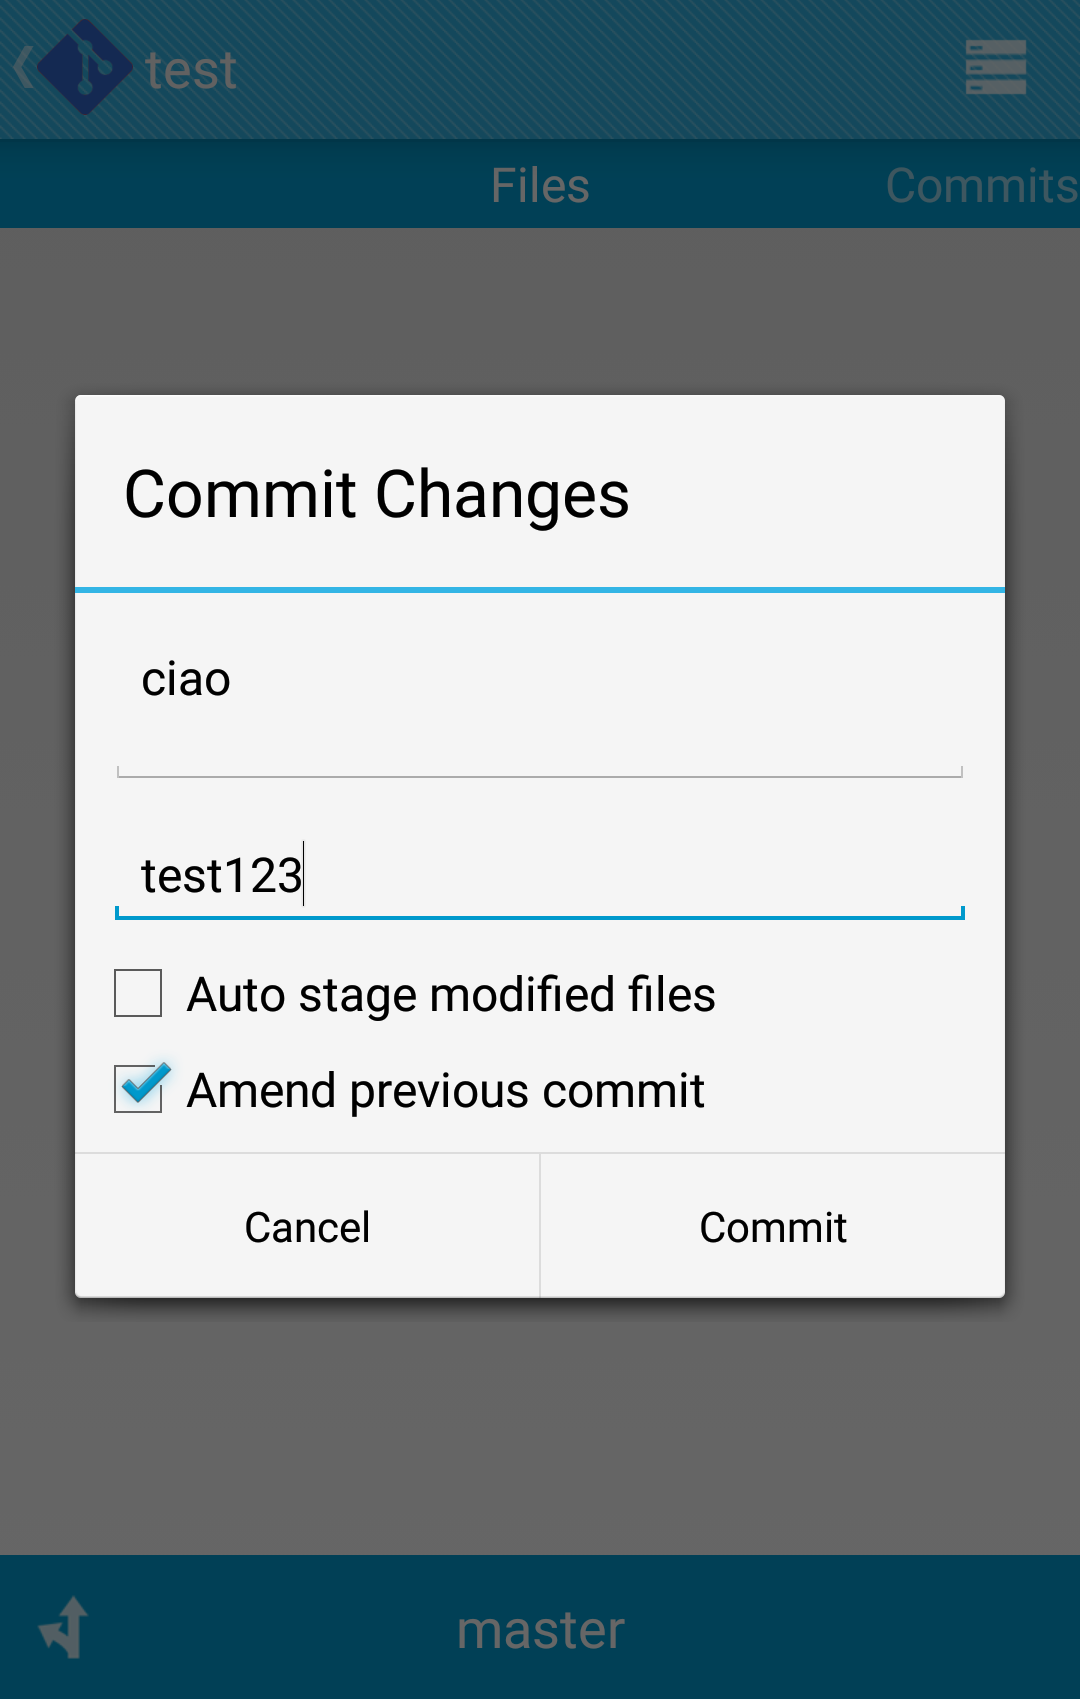 test
Files Commits
Commit Changes
ciao
test123
Auto stage modified files
Amend previous commit
Cancel Commit
master